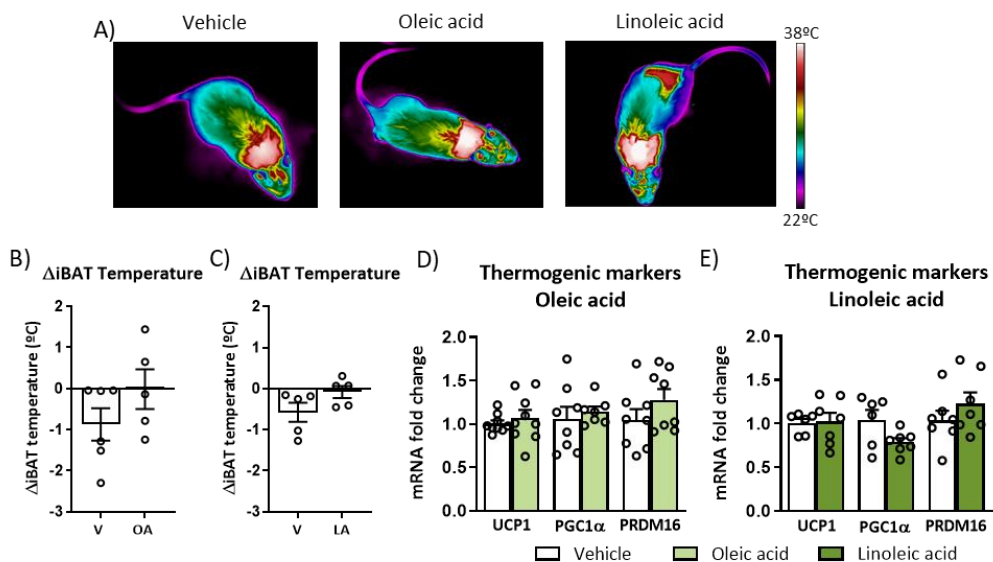 A)
Vehicle
Oleic acid
Linoleic acid
38ºC
22ºC
B)
ΔiBAT Temperature
ΔiBAT temperature (ºC)
2
1
0
-1
-2
-3
V
OA
C)
ΔiBAT Temperature
ΔiBAT temperature (ºC)
2
1
0
-1
-2
-3
V
LA
D)
Thermogenic markers
Oleic acid
mRNA fold change
2.0
1.5
1.0
0.5
0.0
UCP1
PGC1α
PRDM16
E)
Thermogenic markers
Linoleic acid
mRNA fold change
2.0
1.5
1.0
0.5
0.0
UCP1
PGC1α
PRDM16
Vehicle
Oleic acid
Linoleic acid